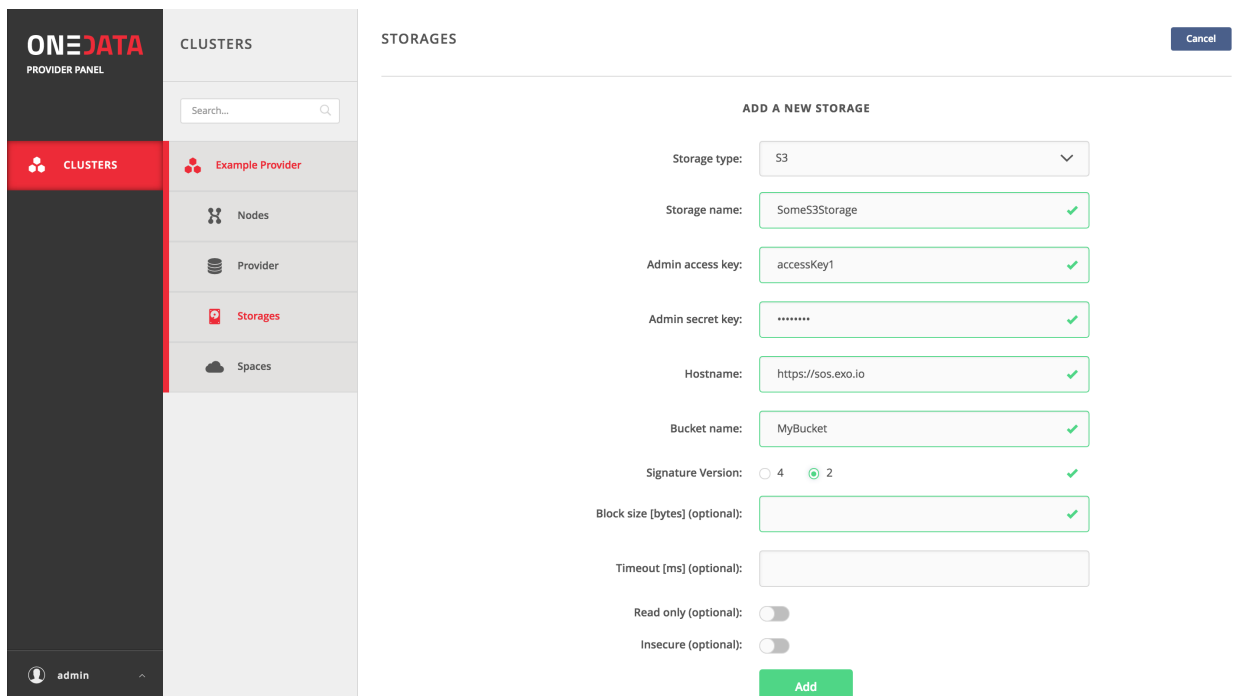 ONEDATA
PROVIDER PANEL
CLUSTERS
admin
CLUSTERS
Search...
Example Provider
Nodes
Provider
Storages
Spaces
STORAGES
Cancel
ADD A NEW STORAGE
Storage type: S3
Storage name: SomeS3Storage
Admin access key: accessKey1
Admin secret key: ••••••••
Hostname: https://sos.exo.io
Bucket name: MyBucket
Signature Version: 4 2
Block size [bytes] (optional):
Timeout [ms] (optional):
Read only (optional):
Insecure (optional):
Add